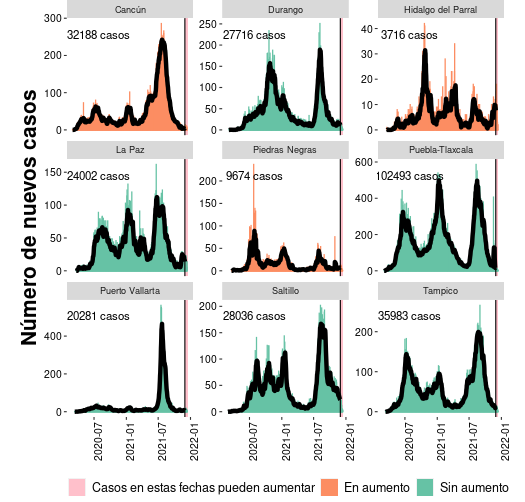 Cancún
Durango
Hidalgo del Parral
32188 casos
27716 casos
3716 casos
300
200
100
0
250
200
150
100
50
0
40
30
20
10
0
La Paz
Piedras Negras
Puebla-Tlaxcala
24002 casos
9674 casos
102493 casos
150
100
50
0
200
150
100
50
0
600
400
200
0
Puerto Vallarta
Saltillo
Tampico
20281 casos
28036 casos
35983 casos
400
200
0
200
150
100
50
0
200
100
0
Número de nuevos casos
2020-07
2021-01
2021-07
2022-01
2020-07
2021-01
2021-07
2022-01
2020-07
2021-01
2021-07
2022-01
Casos en estas fechas pueden aumentar
En aumento
Sin aumento